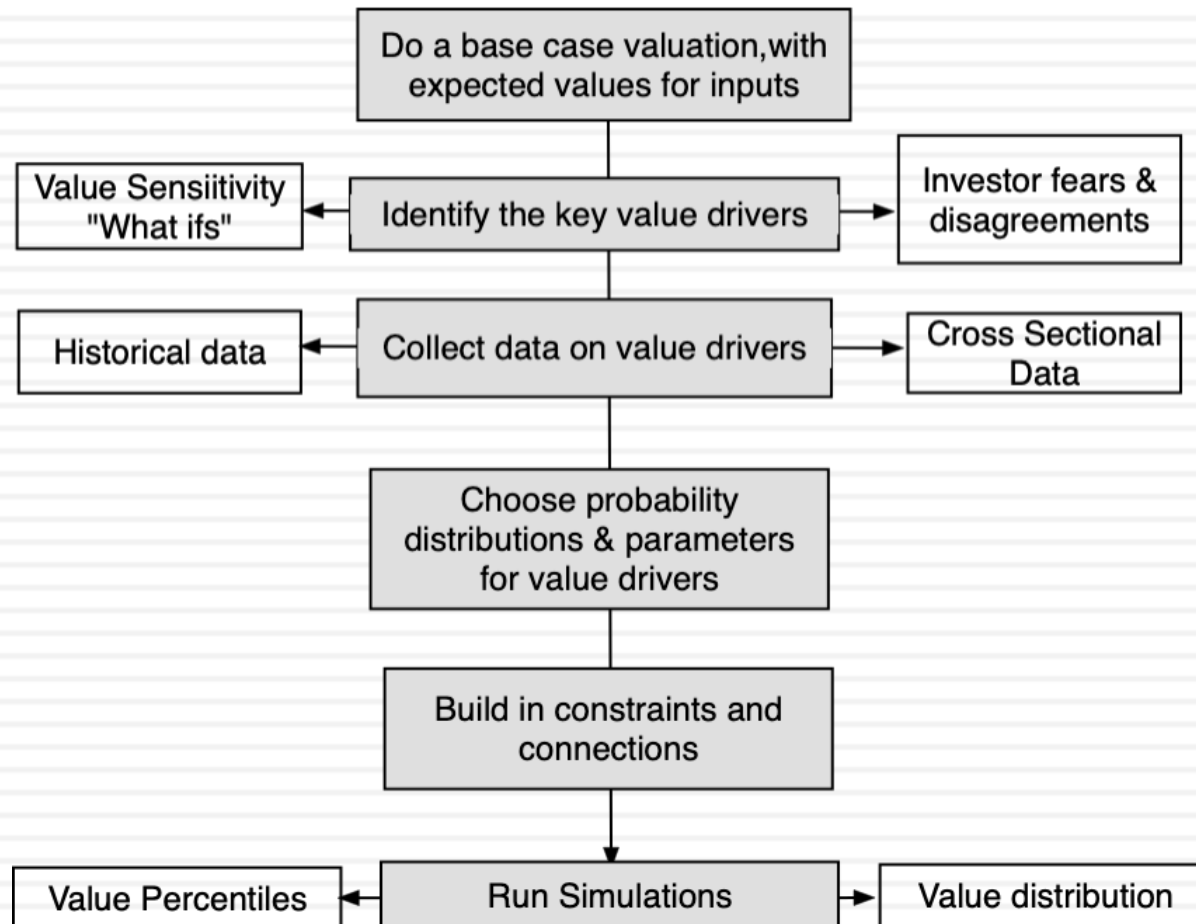 Do a base case valuation,with
expected values for inputs
Value Sensiitivity
"What ifs"
Identify the key value drivers
Investor fears &
disagreements
Historical data
Collect data on value drivers
Cross Sectional
Data
Choose probability
distributions & parameters
for value drivers
Build in constraints and
connections
Value Percentiles
Run Simulations
Value distribution